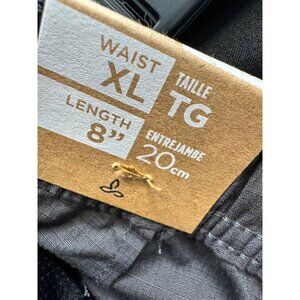 WAIST
XL
LENGTH
8”
TAILLE
TG
ENTREJAMBE
20cm